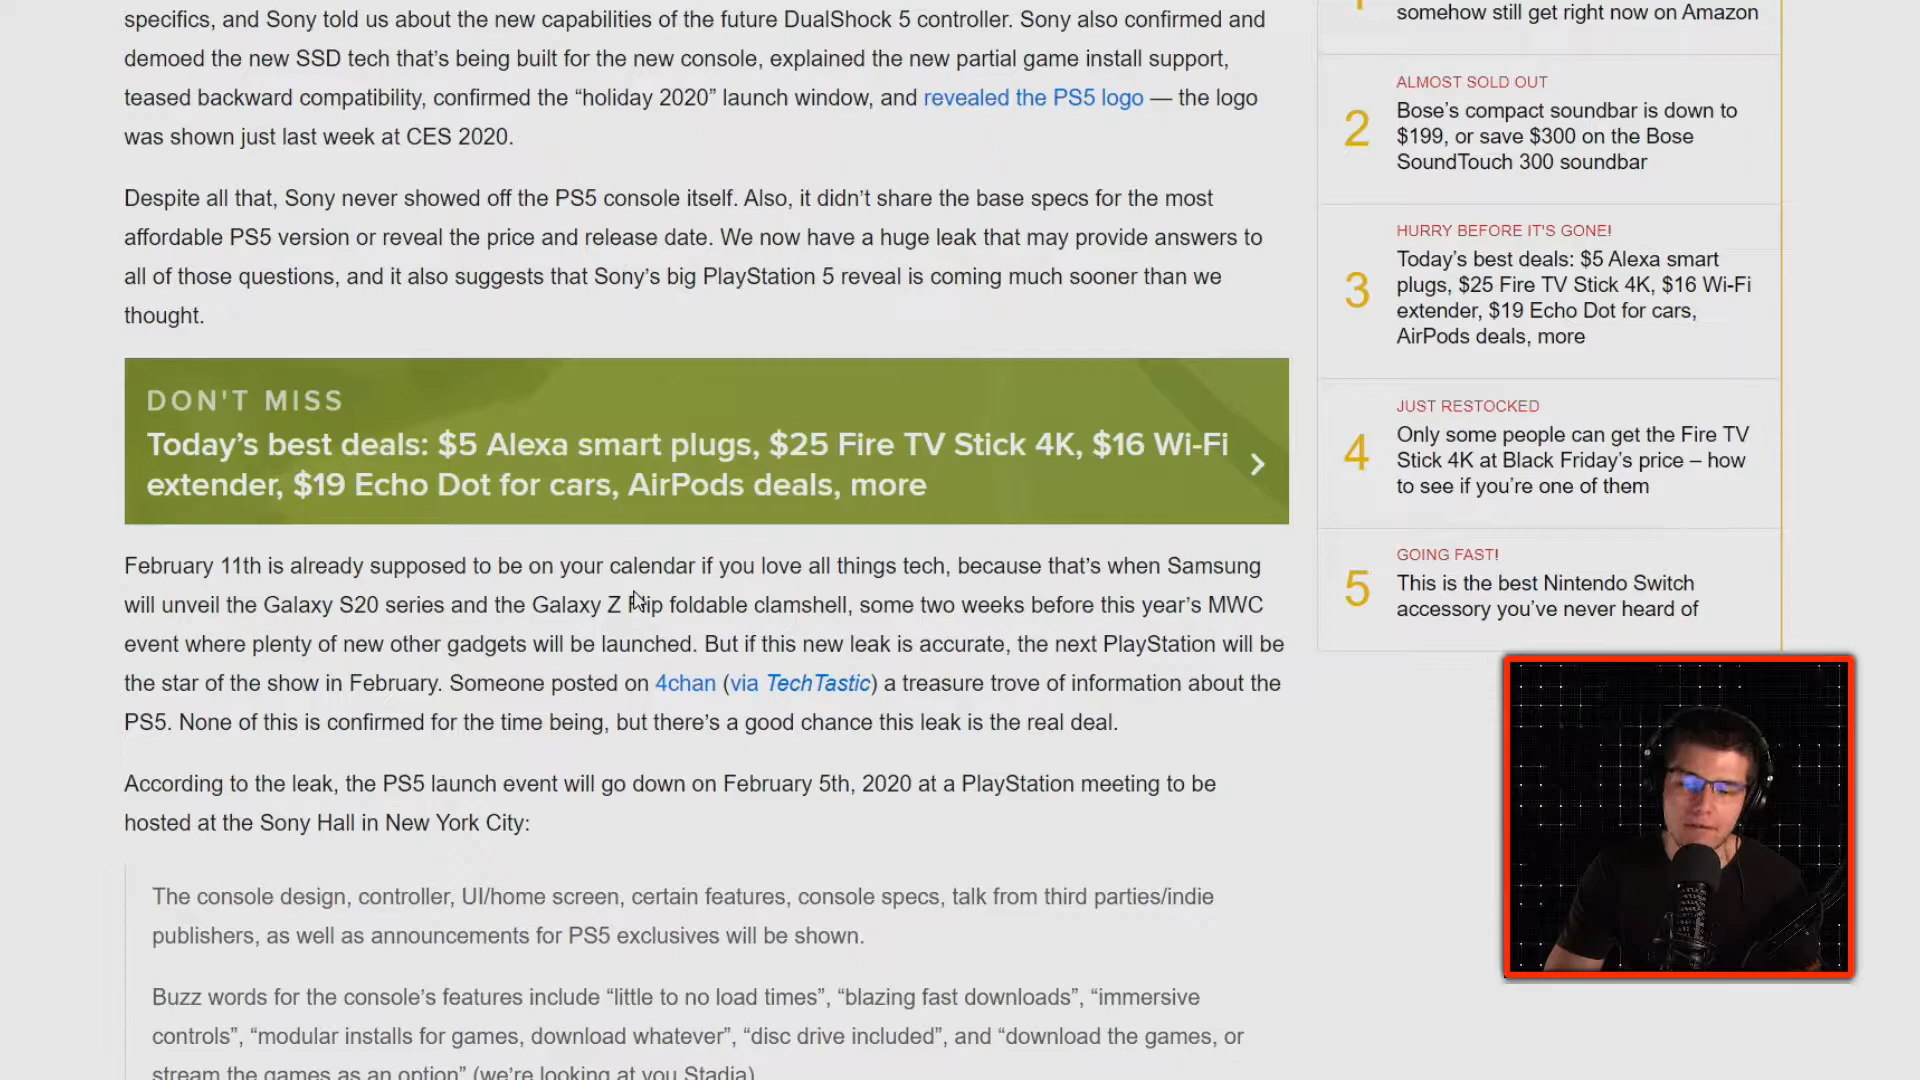 specifics, and Sony told us about the new capabilities of the future DualShock 5 controller. Sony also confirmed and
demoed the new SSD tech that’s being built for the new console, explained the new partial game install support,
teased backward compatibility, confirmed the “holiday 2020” launch window, and revealed the PS5 logo — the logo
was shown just last week at CES 2020.
Despite all that, Sony never showed off the PS5 console itself. Also, it didn’t share the base specs for the most
affordable PS5 version or reveal the price and release date. We now have a huge leak that may provide answers to
all of those questions, and it also suggests that Sony’s big PlayStation 5 reveal is coming much sooner than we
thought.
DON'T MISS
Today’s best deals: $5 Alexa smart plugs, $25 Fire TV Stick 4K, $16 Wi-Fi
extender, $19 Echo Dot for cars, AirPods deals, more
February 11th is already supposed to be on your calendar if you love all things tech, because that’s when Samsung
will unveil the Galaxy S20 series and the Galaxy Z Flip foldable clamshell, some two weeks before this year’s MWC
event where plenty of new other gadgets will be launched. But if this new leak is accurate, the next PlayStation will be
the star of the show in February. Someone posted on 4chan (via TechTastic) a treasure trove of information about the
PS5. None of this is confirmed for the time being, but there’s a good chance this leak is the real deal.
According to the leak, the PS5 launch event will go down on February 5th, 2020 at a PlayStation meeting to be
hosted at the Sony Hall in New York City:
The console design, controller, UI/home screen, certain features, console specs, talk from third parties/indie
publishers, as well as announcements for PS5 exclusives will be shown.
Buzz words for the console’s features include “little to no load times”, “blazing fast downloads”, “immersive
controls”, “modular installs for games, download whatever”, “disc drive included”, and “download the games, or
stream the games as an option” (we’re looking at you Stadia)
somehow still get right now on Amazon
ALMOST SOLD OUT
2
Bose’s compact soundbar is down to
$199, or save $300 on the Bose
SoundTouch 300 soundbar
HURRY BEFORE IT'S GONE!
3
Today’s best deals: $5 Alexa smart
plugs, $25 Fire TV Stick 4K, $16 Wi-Fi
extender, $19 Echo Dot for cars,
AirPods deals, more
JUST RESTOCKED
4
Only some people can get the Fire TV
Stick 4K at Black Friday’s price – how
to see if you’re one of them
GOING FAST!
5
This is the best Nintendo Switch
accessory you’ve never heard of